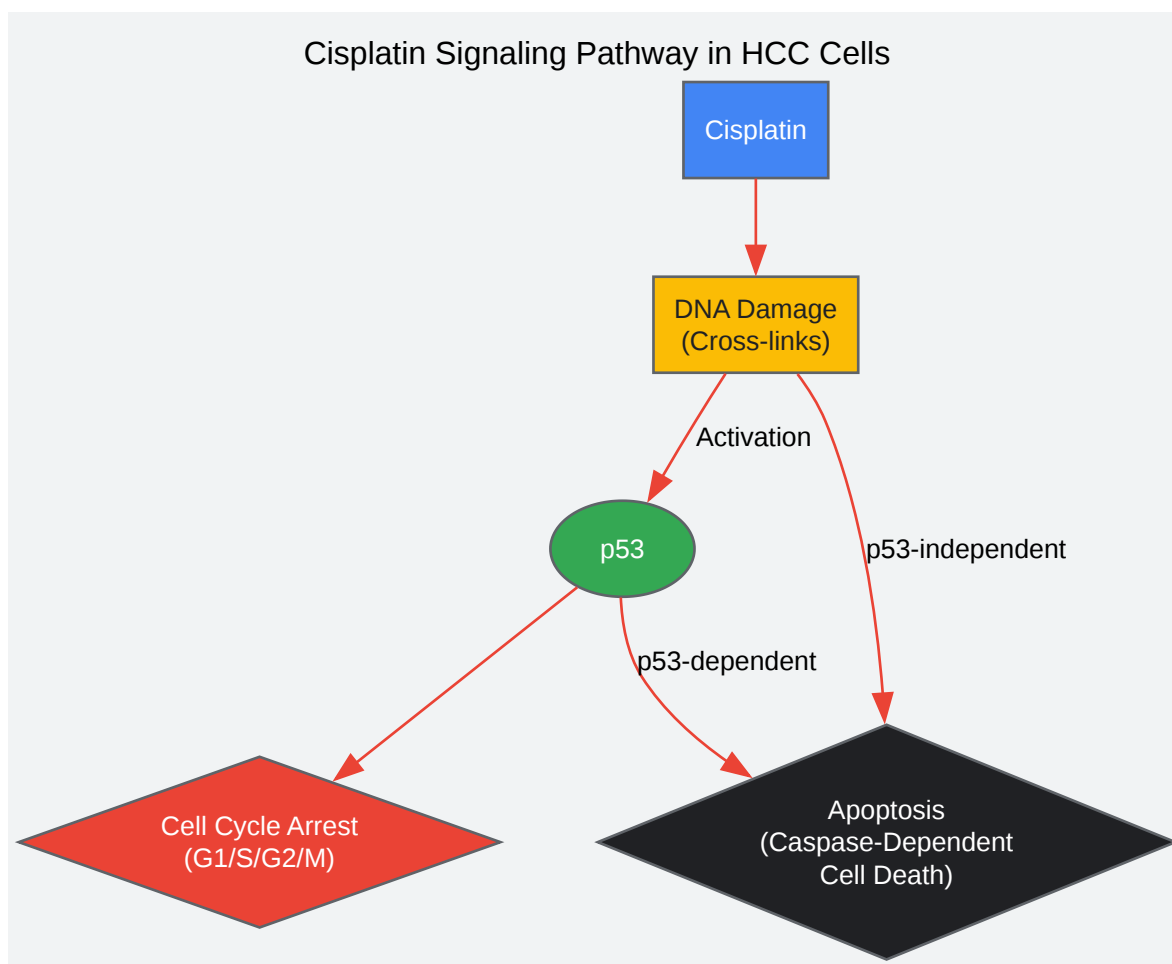 Cisplatin Signaling Pathway in HCC Cells
Cisplatin
DNA Damage
(Cross-links)
Activation
p53
p53-independent
p53-dependent
Cell Cycle Arrest
(G1/S/G2/M)
Apoptosis
(Caspase-Dependent
Cell Death)